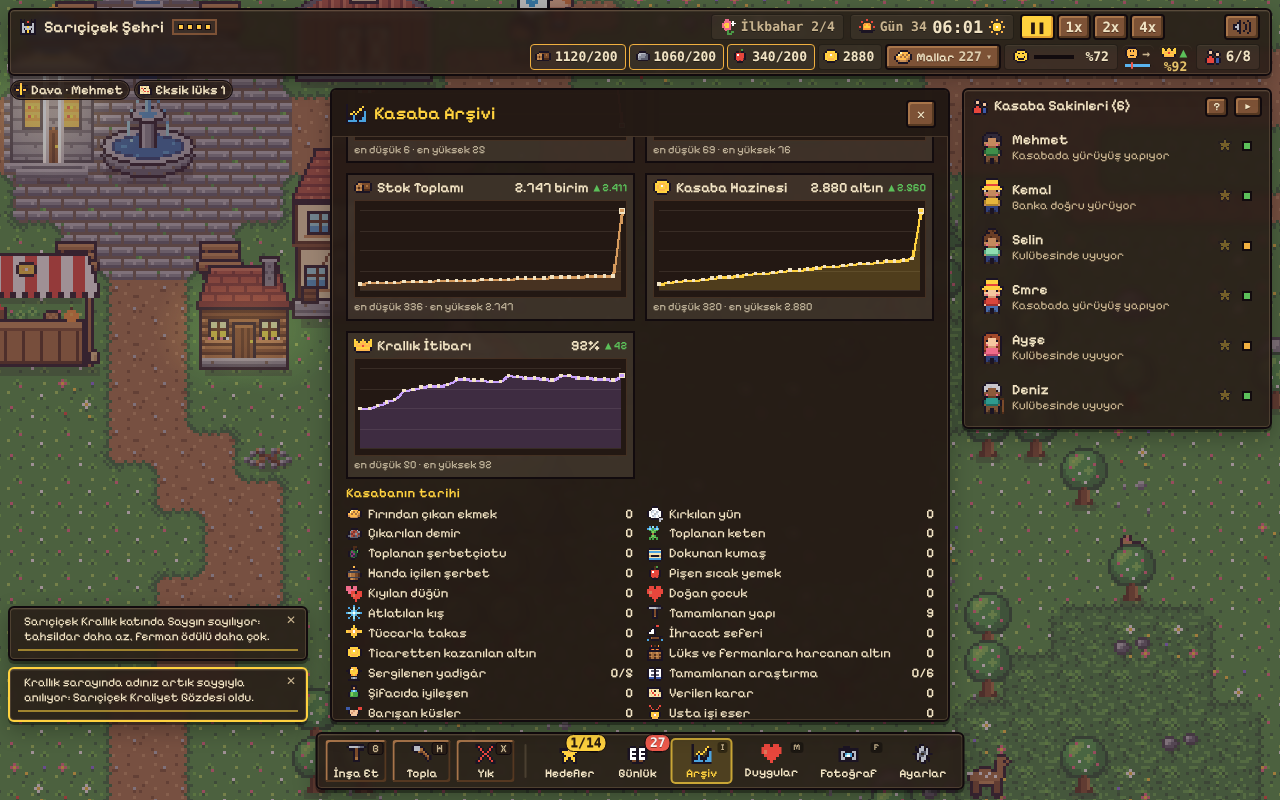 Sarıçiçek Şehri
İlkbahar 2/4
Gün 34 06:01
1x
2x
4x
1120/200
1060/200
340/200
2880
Mallar 227
%72
%92
6/8
Dava · Mehmet
Eksik lüks 1
Kasaba Arşivi
×
en düşük 6 · en yüksek 28
en düşük 69 · en yüksek 76
Stok Toplamı
2.747 birim ▲2.411
en düşük 336 · en yüksek 2.747
Kasaba Hazinesi
2.880 altın ▲2.560
en düşük 320 · en yüksek 2.880
Krallık İtibarı
92% ▲42
en düşük 50 · en yüksek 92
Kasabanın tarihi
Fırından çıkan ekmek 0
Kırkılan yün 0
Çıkarılan demir 0
Toplanan keten 0
Toplanan şerbetçiotu 0
Dokunan kumaş 0
Handa içilen şerbet 0
Pişen sıcak yemek 0
Kıyılan düğün 0
Doğan çocuk 0
Atlatılan kış 0
Tamamlanan yapı 9
Tüccarla takas 0
İhracat seferi 0
Ticaretten kazanılan altın 0
Lüks ve fermanlara harcanan altın 0
Sergilenen yadigâr 0/8
Tamamlanan araştırma 0/6
Şifacıda iyileşen 0
Verilen karar 0
Barışan küsler 0
Usta işi eser 0
Kasaba Sakinleri (6)
?
Mehmet
Kasabada yürüyüş yapıyor
Kemal
Banka doğru yürüyor
Selin
Kulübesinde uyuyor
Emre
Kasabada yürüyüş yapıyor
Ayşe
Kulübesinde uyuyor
Deniz
Kulübesinde uyuyor
Sarıçiçek Krallık katında Saygın sayılıyor:
tahsildar daha az, ferman ödülü daha çok.
×
Krallık sarayında adınız artık saygıyla
anılıyor: Sarıçiçek Kraliyet Gözdesi oldu.
×
İnşa Et
Topla
H
Yık
X
Hedefler
1/14
Günlük
27
Arşiv
I
Duygular
M
Fotoğraf
F
Ayarlar